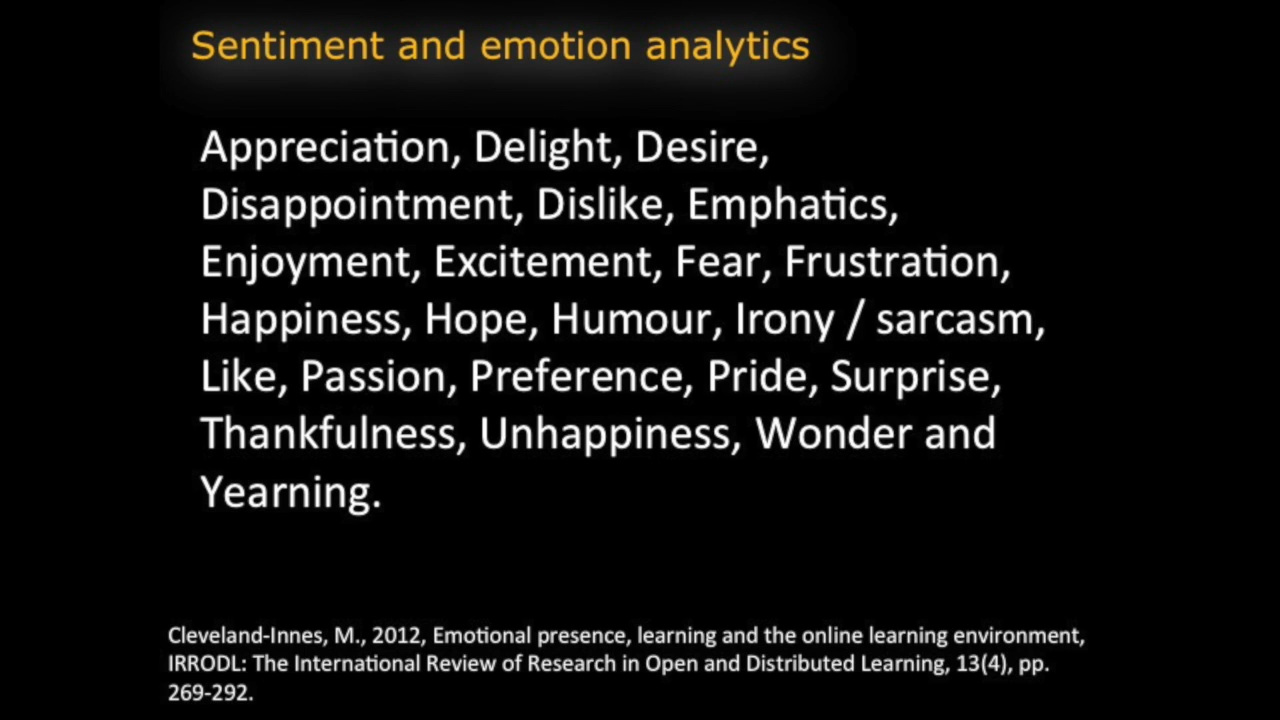 Sentiment and emotion analytics
Appreciation, Delight, Desire,
Disappointment, Dislike, Emphatics,
Enjoyment, Excitement, Fear, Frustration,
Happiness, Hope, Humour, Irony / sarcasm,
Like, Passion, Preference, Pride, Surprise,
Thankfulness, Unhappiness, Wonder and
Yearning.
Cleveland-Innes, M., 2012, Emotional presence, learning and the online learning environment,
IRRODL: The International Review of Research in Open and Distributed Learning, 13(4), pp.
269-292.